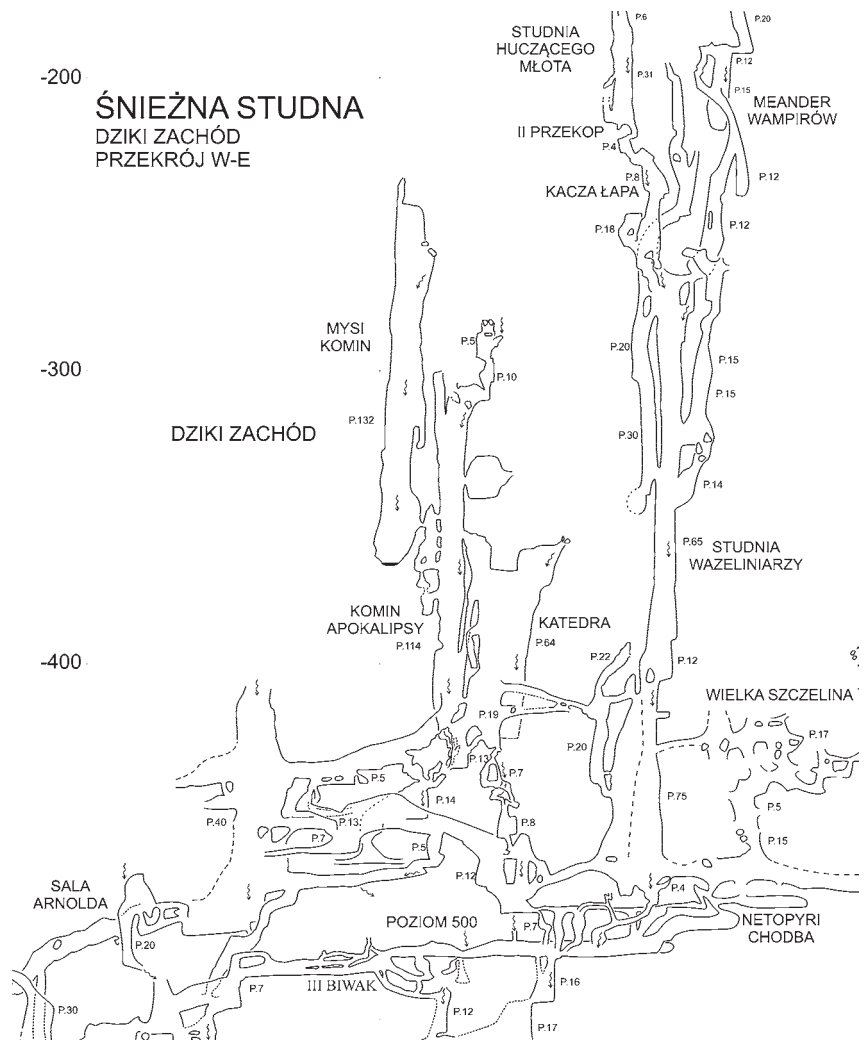 P.6
P.20
STUDNIA
HUCZĄCEGO
MŁOTA
-200
P.12
P.31
P.15
ŚNIEŻNA STUDNA
MEANDER
WAMPIRÓW
DZIKI ZACHÓD
II PRZEKOP
P.4
PRZEKRÓJ W-E
P.8
P.12
KACZA ŁAPA
P.18
P.12
MYSI
KOMIN
P.5
P.20
P.15
-300
P.10
P.15
P.132
DZIKI ZACHÓD
P.30
P.14
P.65
STUDNIA
WAZELINIARZY
KOMIN
APOKALIPSY
KATEDRA
P.114
P.64
P.22
-400
P.12
WIELKA SZCZELINA
P.19
P.17
P.20
P.13
P.5
P.7
P.14
P.75
P.5
P.40
P.13
P.8
P.7
P.5
P.15
P.12
SALA
ARNOLDA
P.4
POZIOM 500
P.7
NETOPYRI
CHODBA
P.20
P.7
III BIWAK
P.16
P.30
P.12
P.17